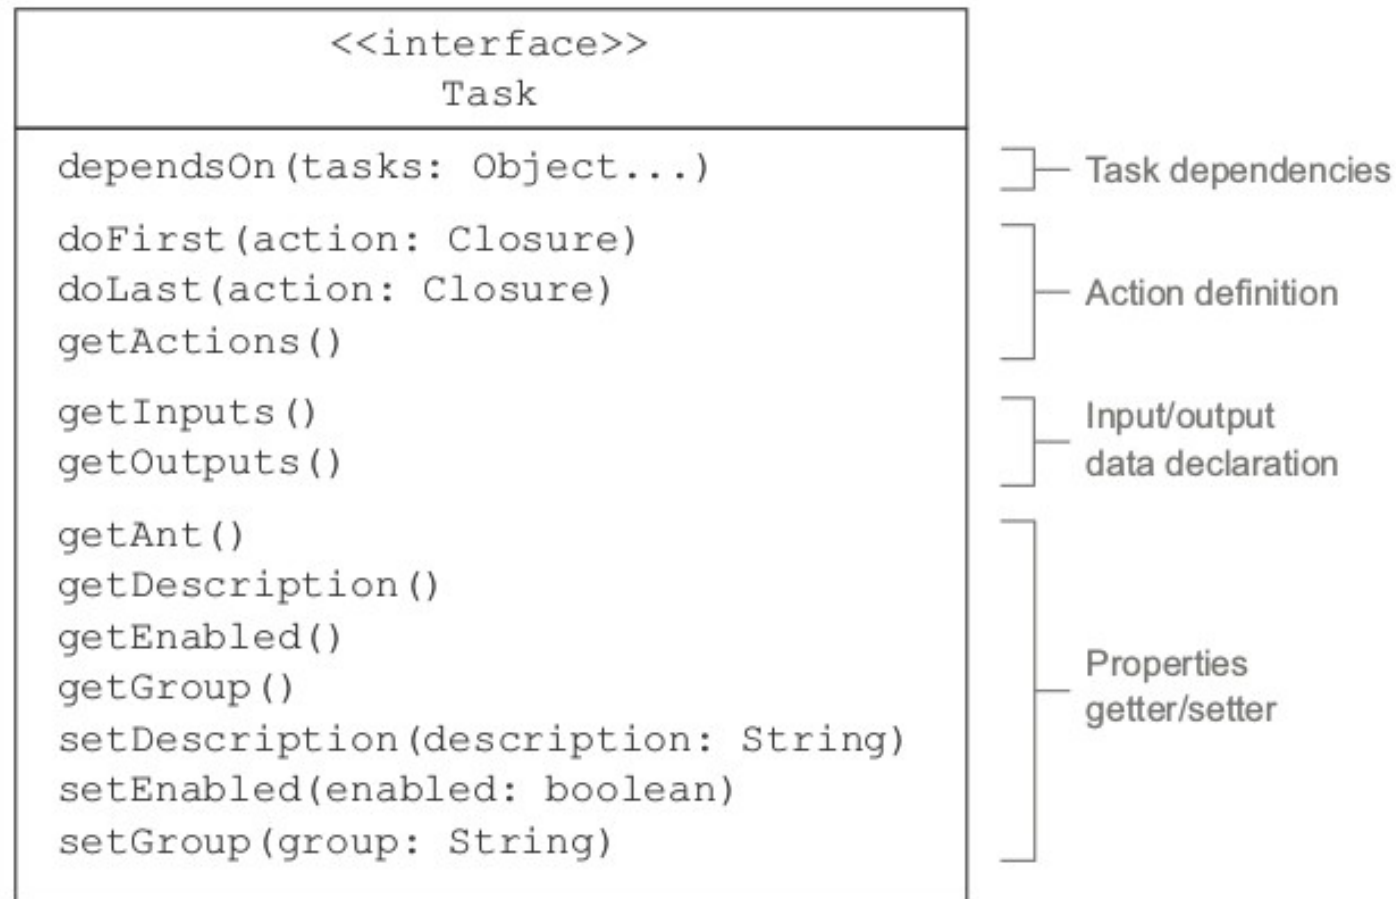 <<interface>>
Task
dependsOn(tasks: Object...)
Task dependencies
doFirst(action: Closure)
doLast(action: Closure)
getActions()
Action definition
getInputs()
getOutputs()
Input/output
data declaration
getAnt()
getDescription()
getEnabled()
getGroup()
setDescription(description: String)
setEnabled(enabled: boolean)
setGroup(group: String)
Properties
getter/setter